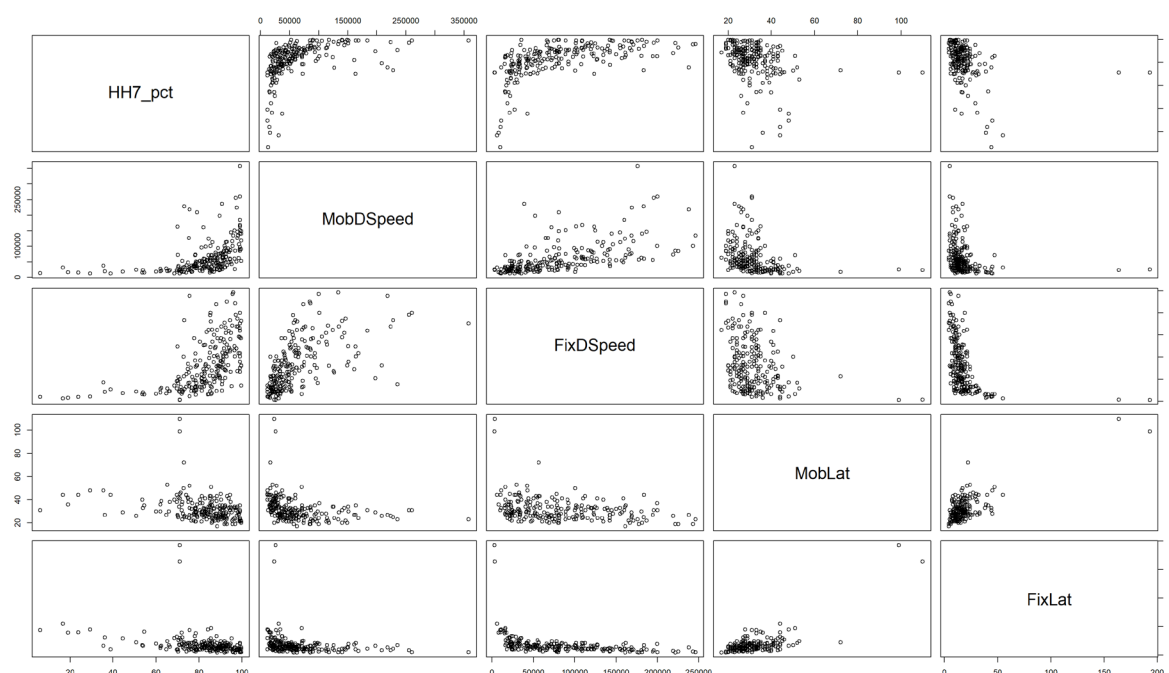 0 50000 150000 250000 350000
20 40 60 80 100
HH7_pct
0 100000 250000
MobDSpeed
FixDSpeed
20 40 60 80 100
MobLat
FixLat
20 40 60 80 100
0 50000 100000 150000 200000 250000
0 50 100 150 200